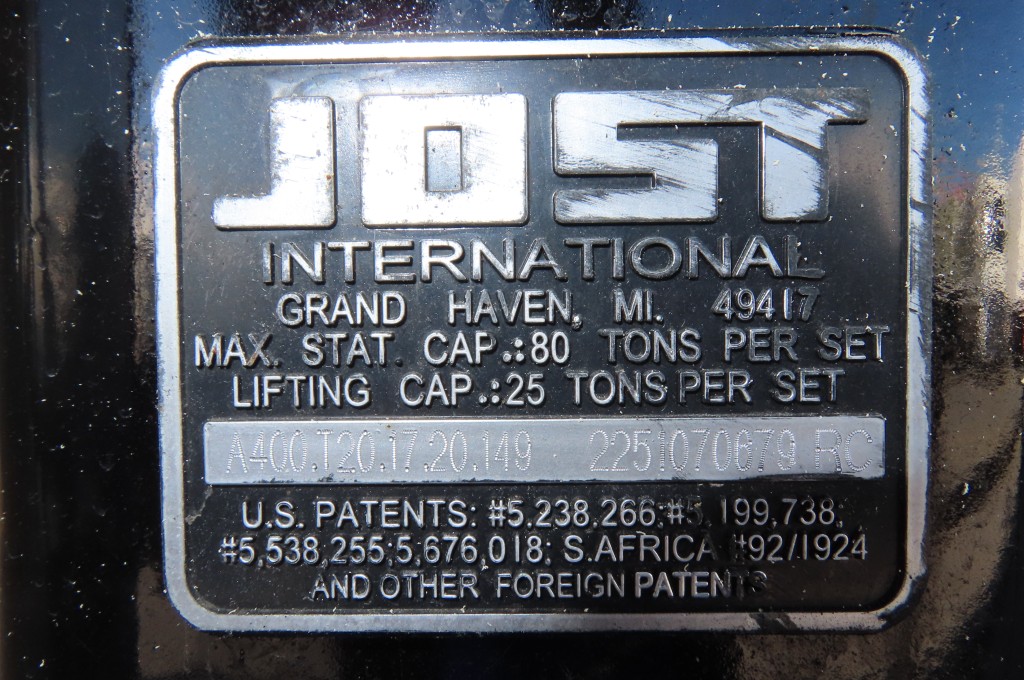 JOST
INTERNATIONAL
GRAND HAVEN, MI. 49417
MAX. STAT. CAP.:80 TONS PER SET
LIFTING CAP.:25 TONS PER SET
A400.T20.17.20.149 2251070679 RC
U.S. PATENTS: #5.238.266;#5,199,738;
#5,538,255;5,676,018; S.AFRICA #92/1924
AND OTHER FOREIGN PATENTS